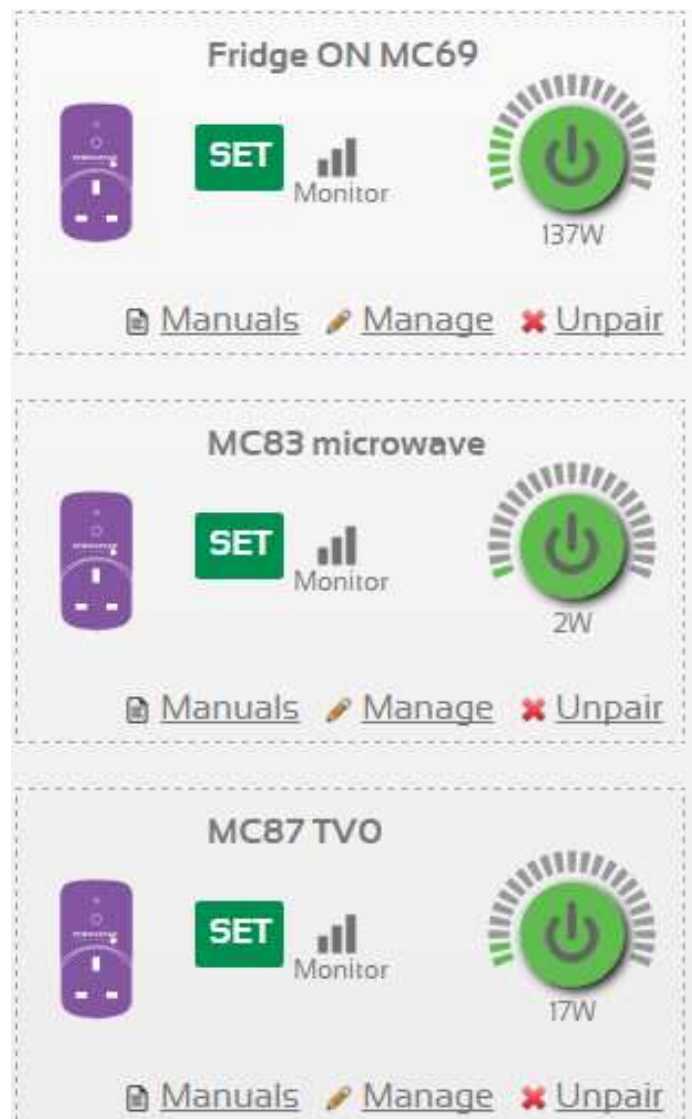 Fridge ON MC69
SET
Monitor
137W
Manuals Manage Unpair
MC83 microwave
SET
Monitor
2W
Manuals Manage Unpair
MC87 TVO
SET
Monitor
17W
Manuals Manage Unpair